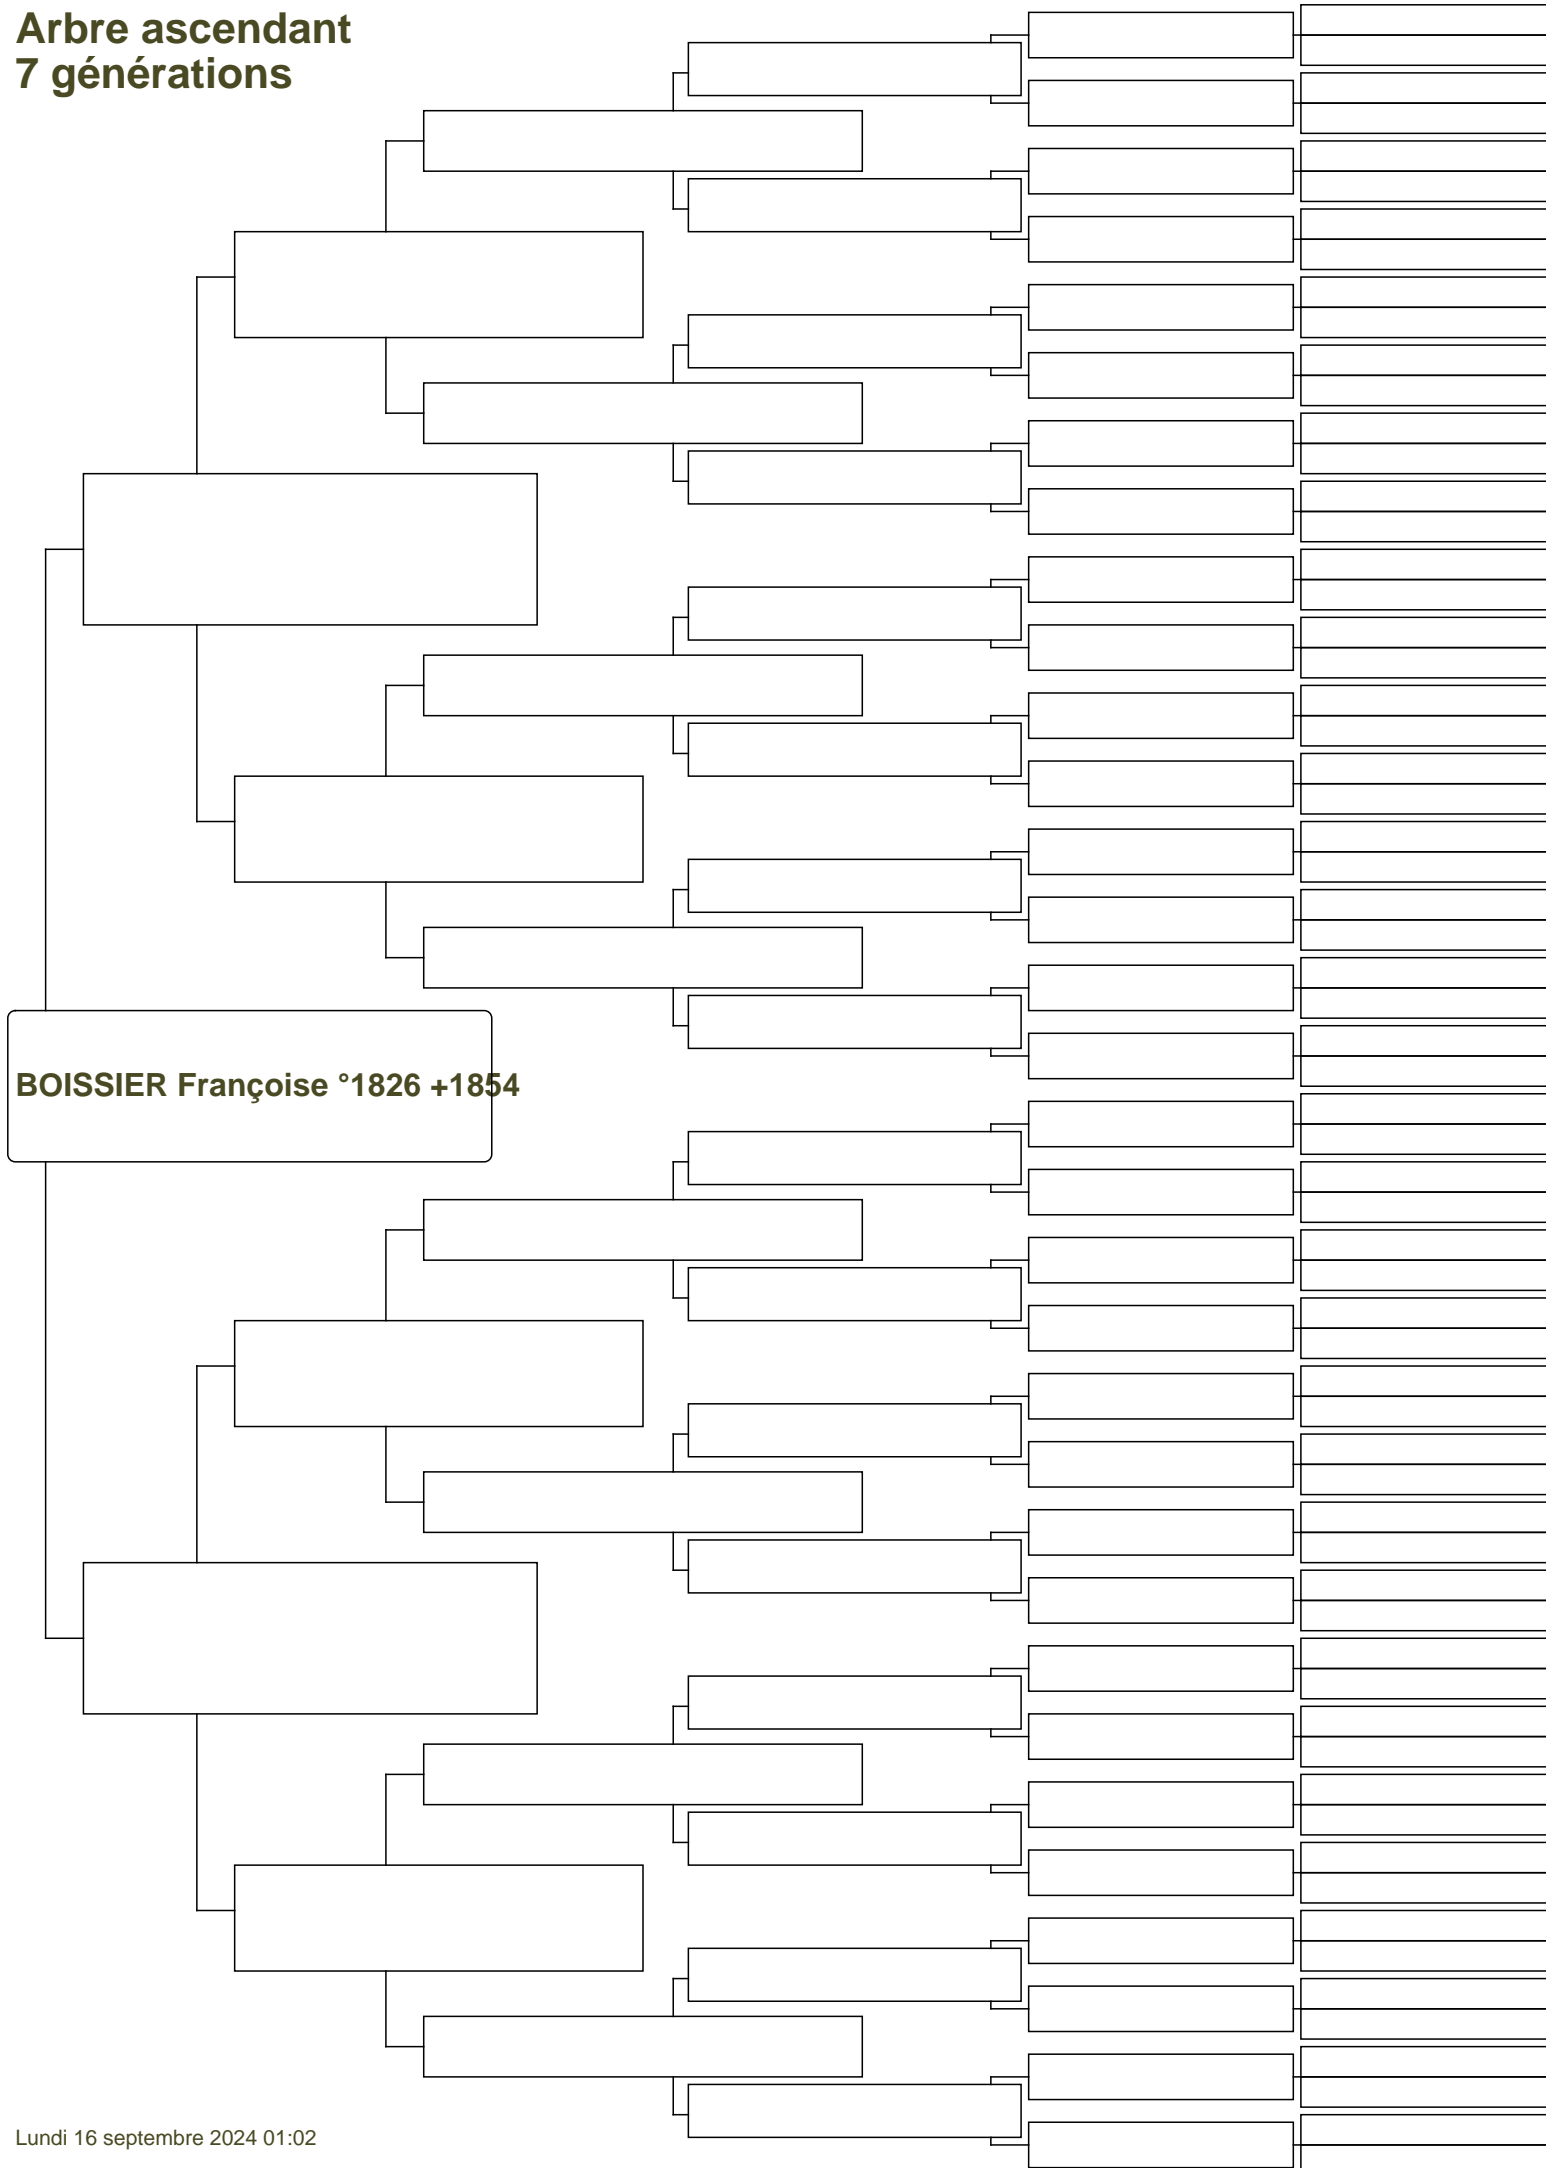 Arbre ascendant
7 générations
BOISSIER Françoise °1826 +1854
Lundi 16 septembre 2024 01:02